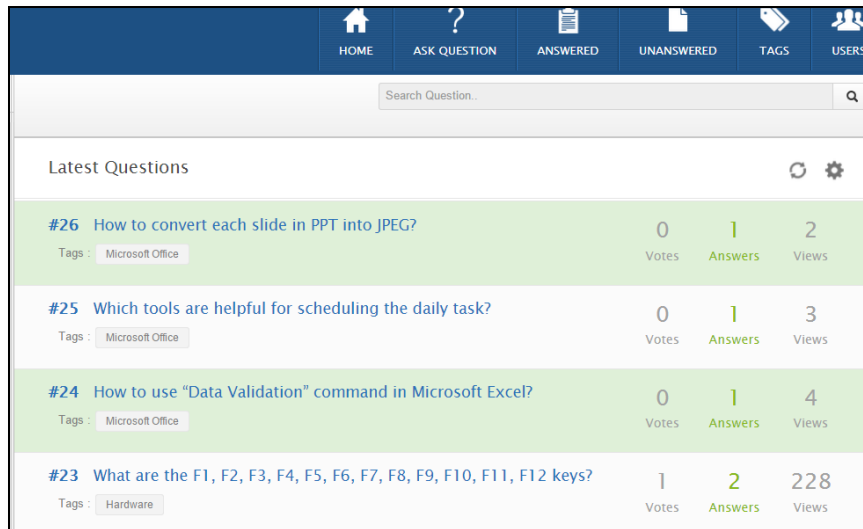 HOME ASK QUESTION ANSWERED UNANSWERED TAGS USERS
Search Question..
Latest Questions
#26 How to convert each slide in PPT into JPEG? 0 1 2
Tags : Microsoft Office Votes Answers Views
#25 Which tools are helpful for scheduling the daily task? 0 1 3
Tags : Microsoft Office Votes Answers Views
#24 How to use “Data Validation” command in Microsoft Excel? 0 1 4
Tags : Microsoft Office Votes Answers Views
#23 What are the F1, F2, F3, F4, F5, F6, F7, F8, F9, F10, F11, F12 keys? 1 2 228
Tags : Hardware Votes Answers Views